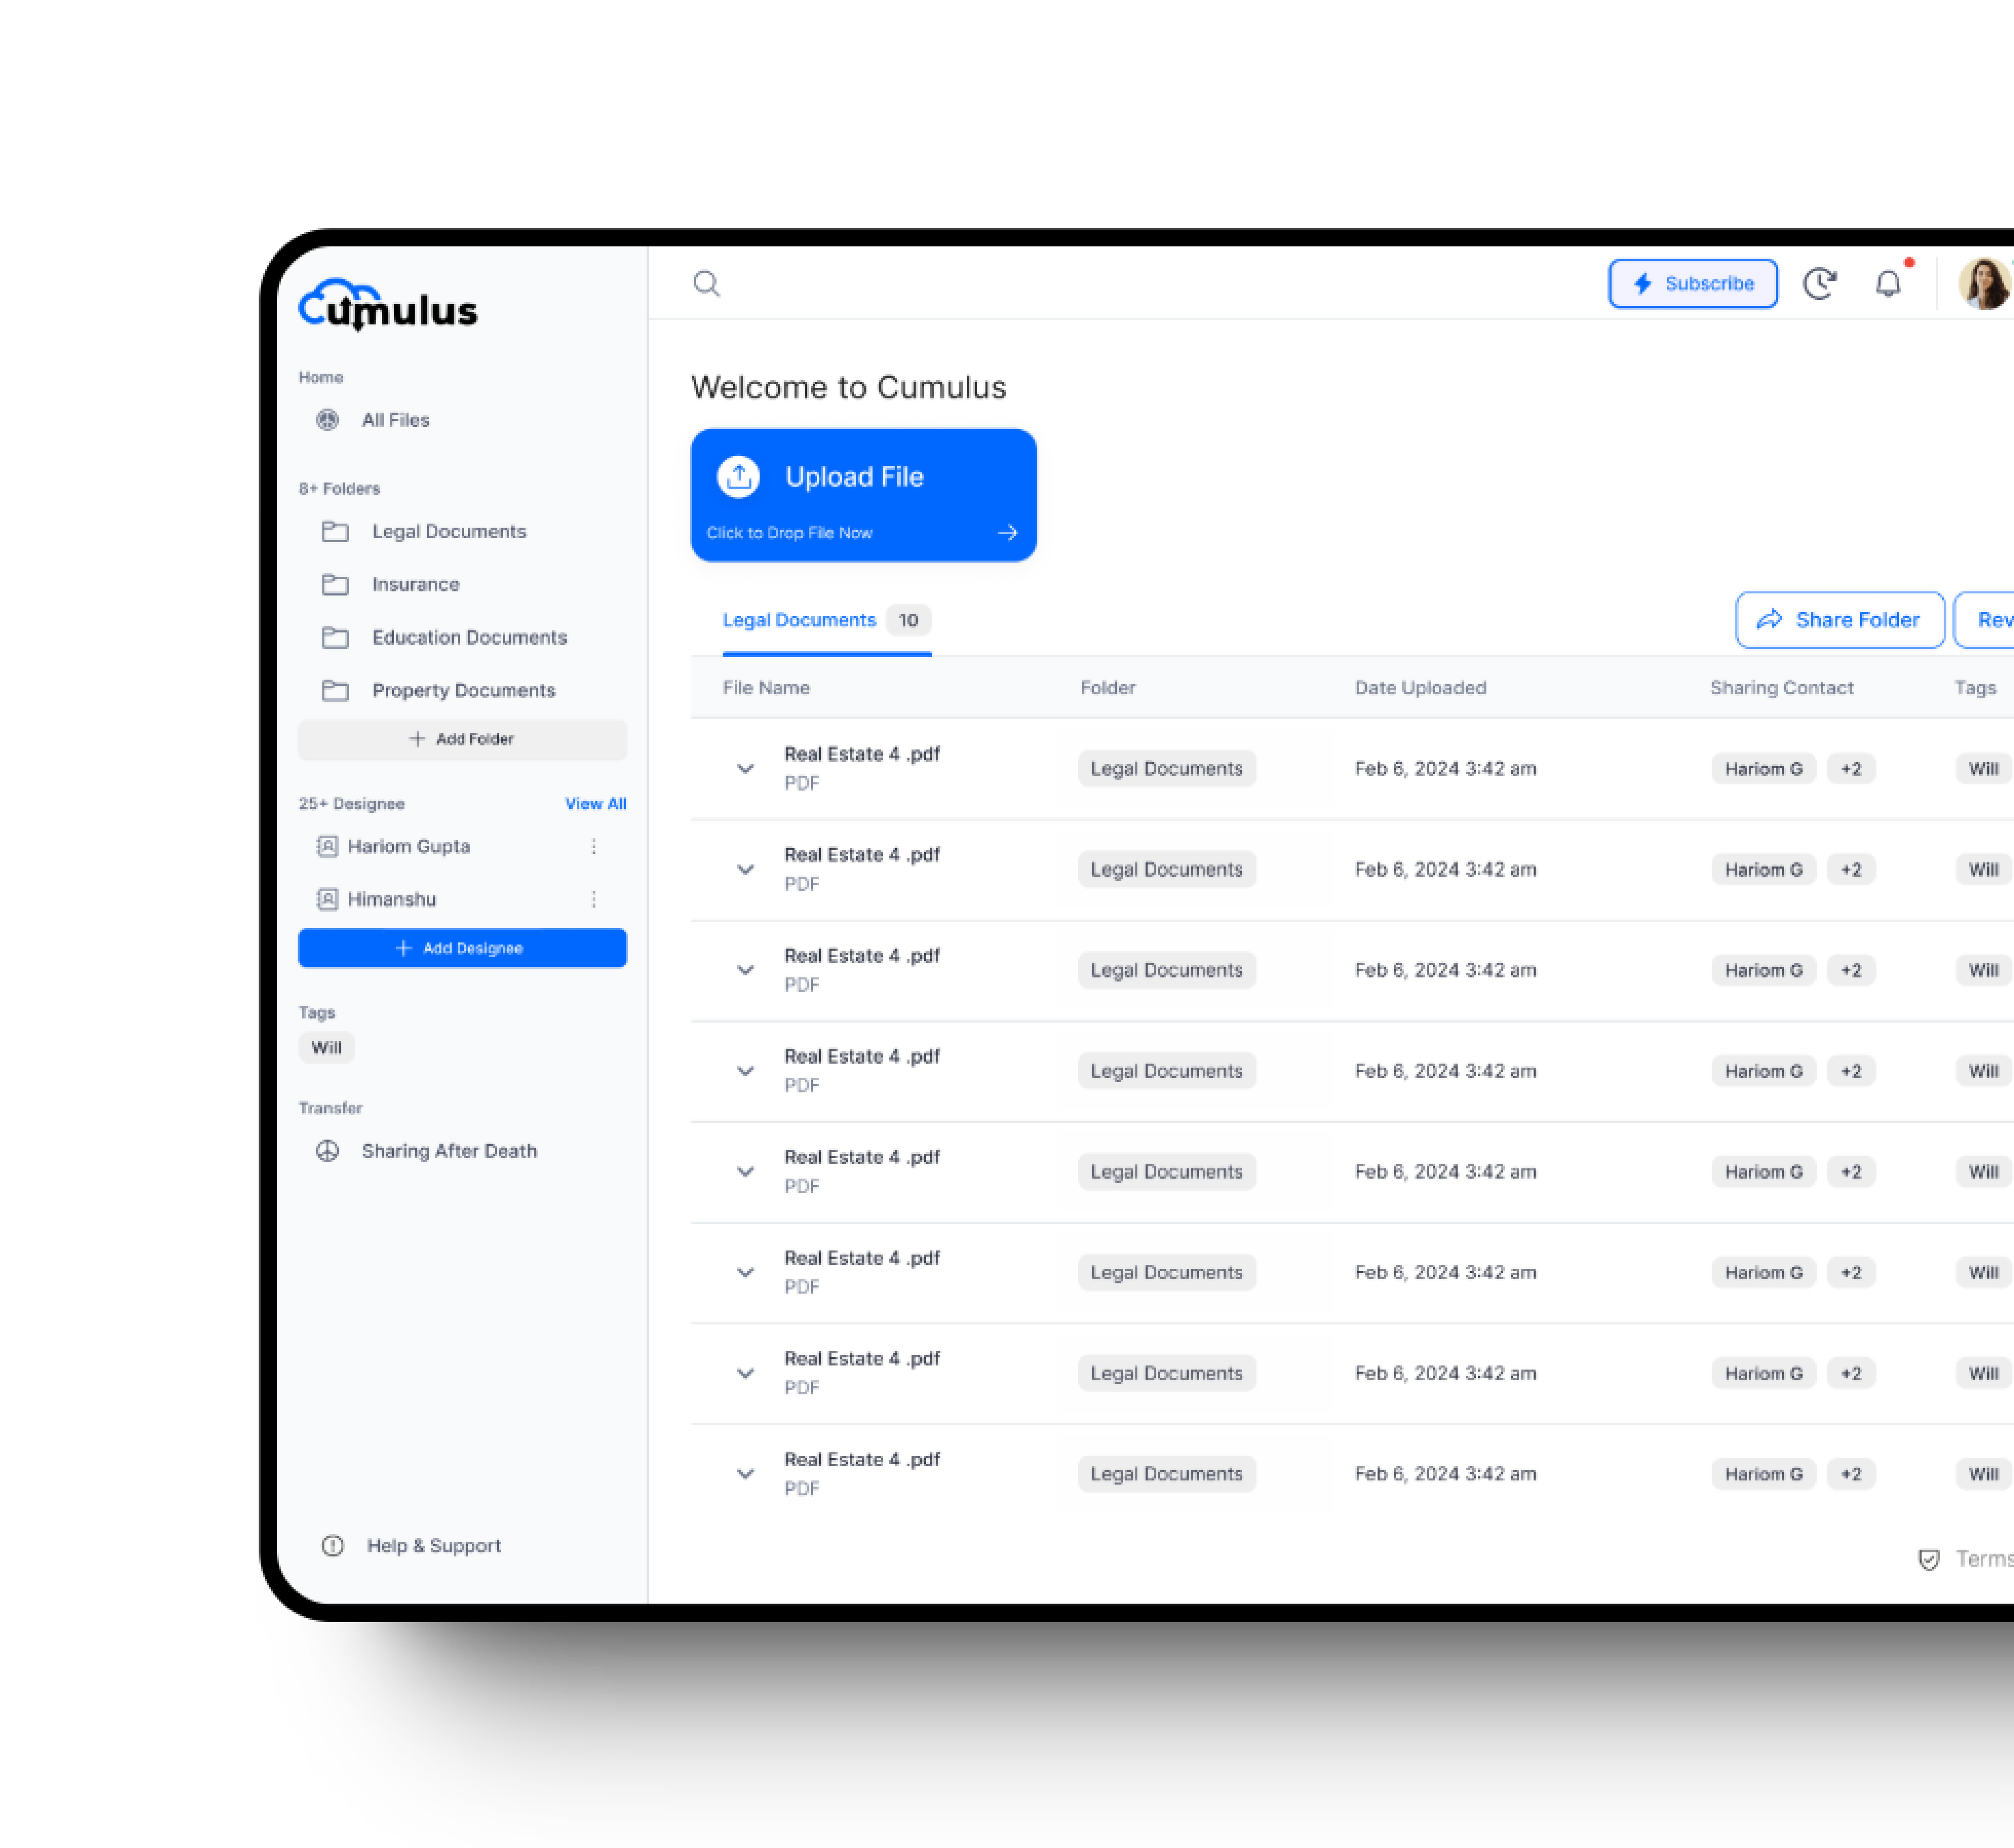 Cumulus
Home
All Files
8+ Folders
Legal Documents
Insurance
Education Documents
Property Documents
+ Add Folder
25+ Designee View All
Hariom Gupta
Himanshu
+ Add Designee
Tags
Will
Transfer
Sharing After Death
Help & Support
Subscribe
Welcome to Cumulus
Upload File
Click to Drop File Now
Legal Documents 10
Share Folder
Rev
File Name Folder Date Uploaded Sharing Contact Tags
Real Estate 4 .pdf
PDF
Legal Documents Feb 6, 2024 3:42 am Hariom G +2 Will
Real Estate 4 .pdf
PDF
Legal Documents Feb 6, 2024 3:42 am Hariom G +2 Will
Real Estate 4 .pdf
PDF
Legal Documents Feb 6, 2024 3:42 am Hariom G +2 Will
Real Estate 4 .pdf
PDF
Legal Documents Feb 6, 2024 3:42 am Hariom G +2 Will
Real Estate 4 .pdf
PDF
Legal Documents Feb 6, 2024 3:42 am Hariom G +2 Will
Real Estate 4 .pdf
PDF
Legal Documents Feb 6, 2024 3:42 am Hariom G +2 Will
Real Estate 4 .pdf
PDF
Legal Documents Feb 6, 2024 3:42 am Hariom G +2 Will
Real Estate 4 .pdf
PDF
Legal Documents Feb 6, 2024 3:42 am Hariom G +2 Will
Terms